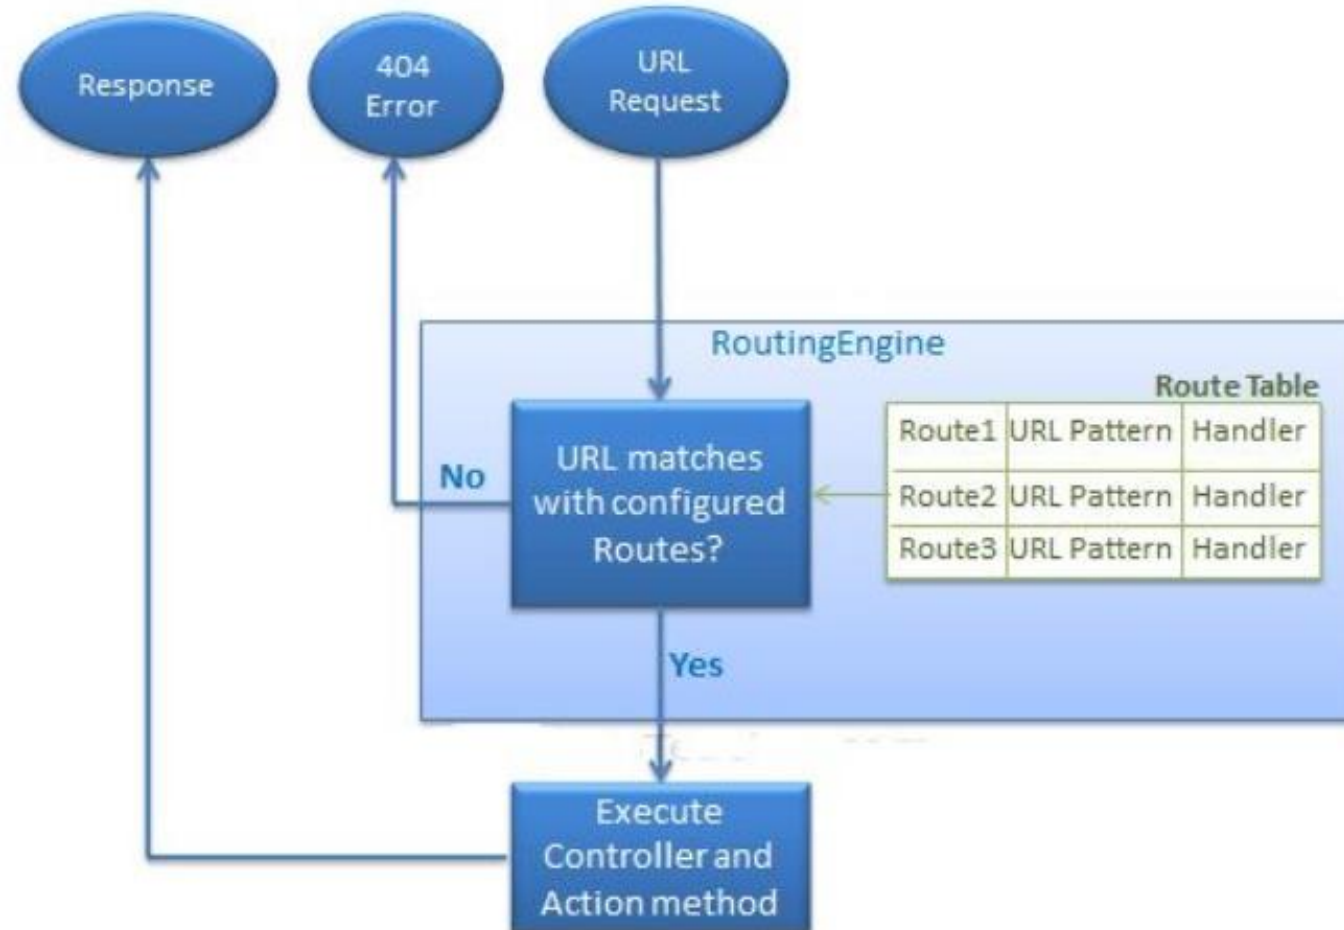 Response
404
Error
URL
Request
RoutingEngine
Route Table
Route1 URL Pattern Handler
Route2 URL Pattern Handler
Route3 URL Pattern Handler
URL matches
with configured
Routes?
No
Yes
Execute
Controller and
Action method